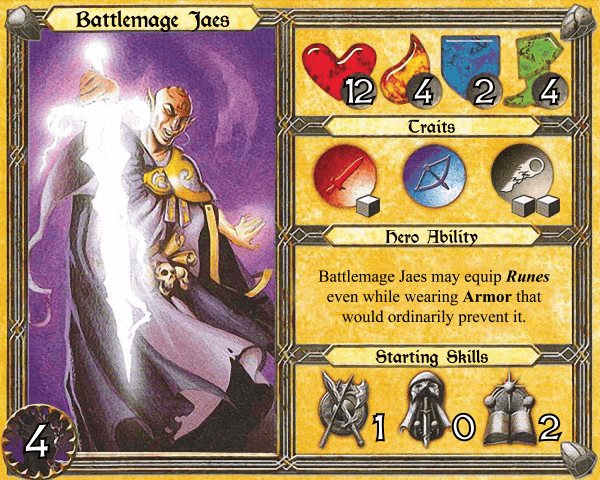 Battlemage Jaes
12 4 2 4
Traits
Hero Ability
Battlemage Jaes may equip Runes
even while wearing Armor that
would ordinarily prevent it.
Starting Skills
1 0 2
4